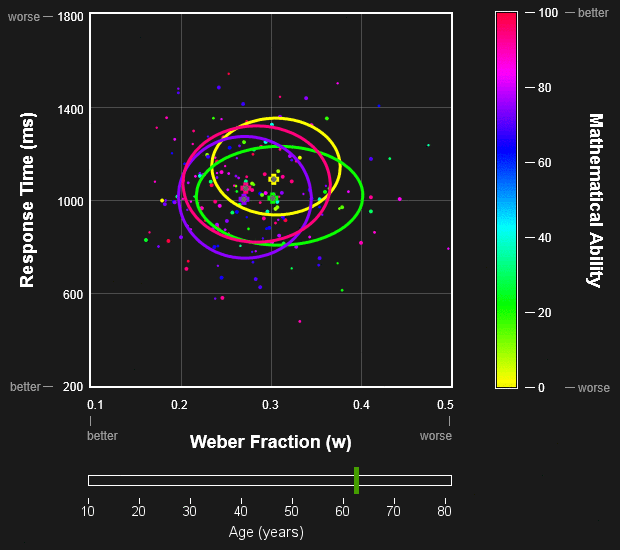 worse
1800
1400
1000
600
better
200
Response Time (ms)
0.1
0.2
0.3
0.4
0.5
better
worse
Weber Fraction (w)
10
20
30
40
50
60
70
80
Age (years)
100
better
80
60
40
20
0
worse
Mathematical Ability